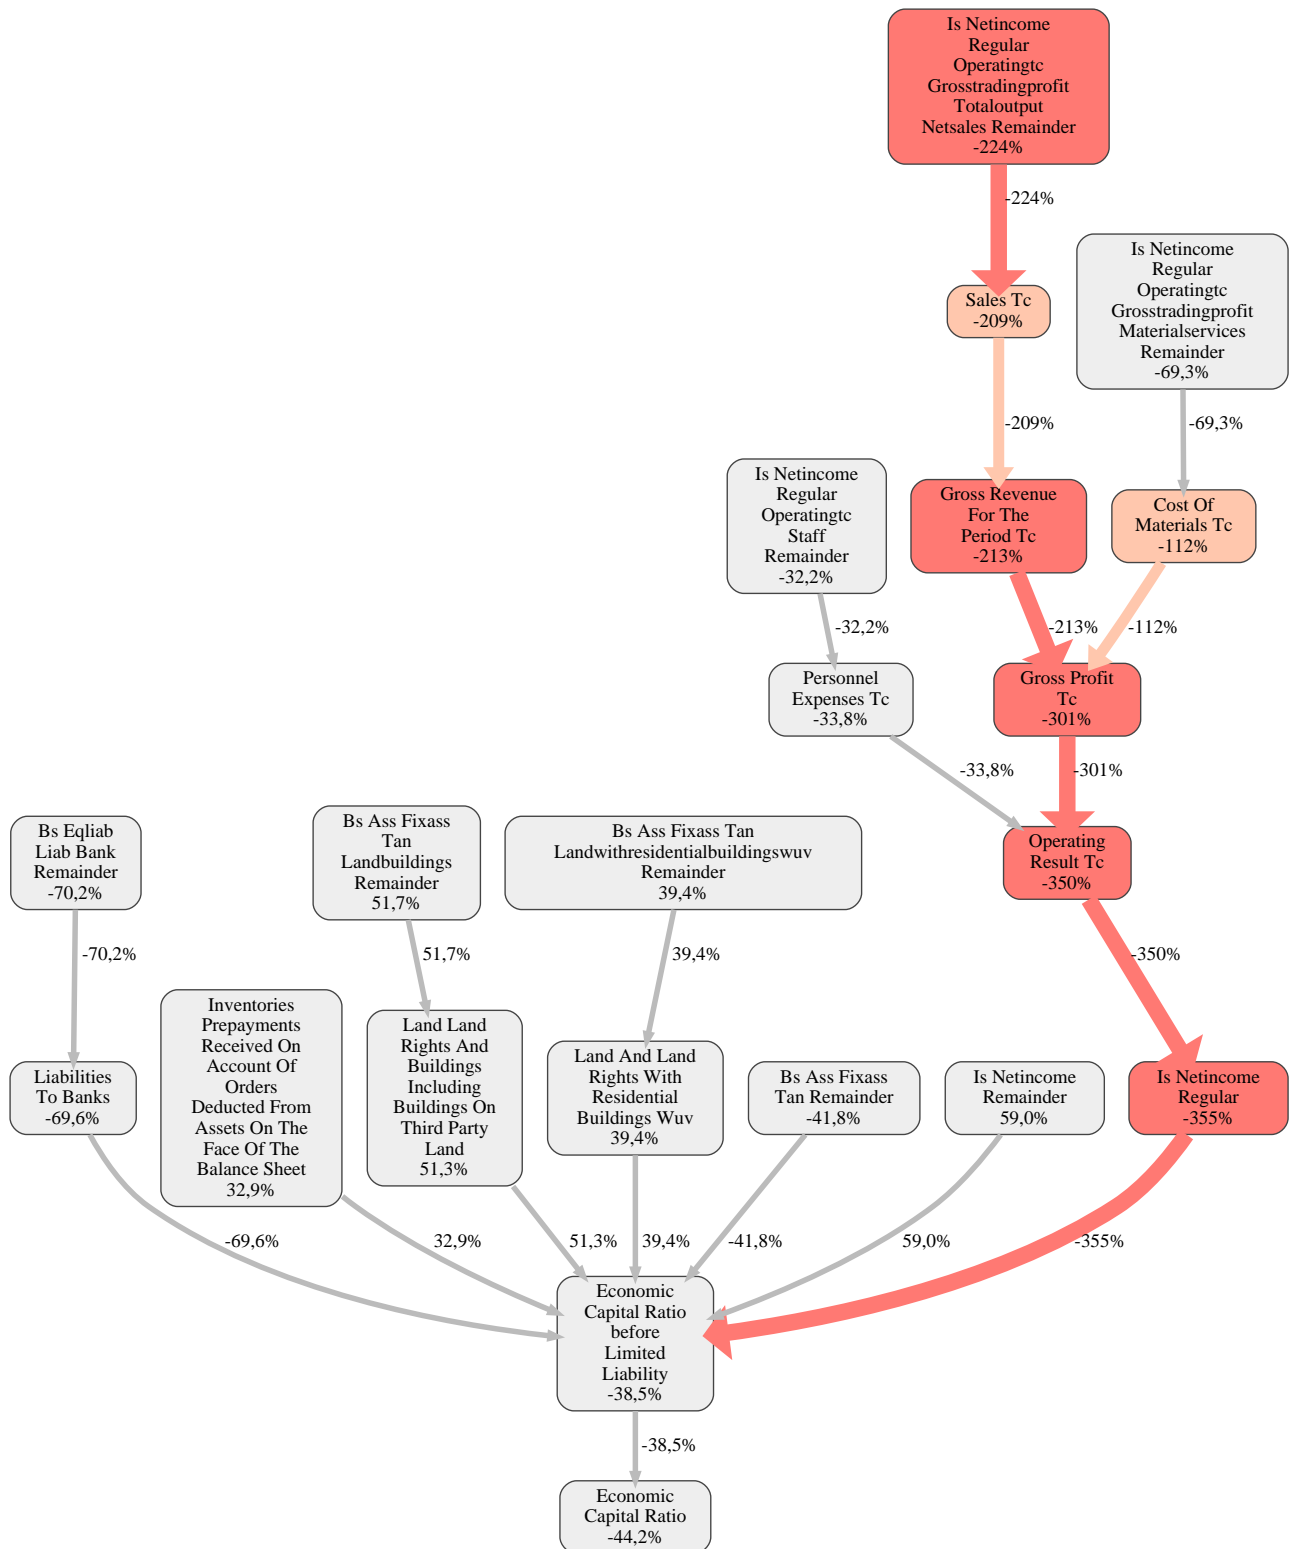 Is Netincome
Regular
Operatingtc
Grosstradingprofit
Totaloutput
Netsales Remainder
-224%
-224%
Is Netincome
Regular
Operatingtc
Grosstradingprofit
Materialservices
Remainder
-69,3%
Sales Tc
-209%
-209%
-69,3%
Is Netincome
Regular
Operatingtc
Staff
Remainder
-32,2%
Gross Revenue
For The
Period Tc
-213%
Cost Of
Materials Tc
-112%
-32,2%
-213%
-112%
Personnel
Expenses Tc
-33,8%
Gross Profit
Tc
-301%
-33,8%
-301%
Bs Eqliab
Liab Bank
Remainder
-70,2%
Bs Ass Fixass
Tan
Landbuildings
Remainder
51,7%
Bs Ass Fixass Tan
Landwithresidentialbuildingswuv
Remainder
39,4%
Operating
Result Tc
-350%
-70,2%
51,7%
39,4%
-350%
Liabilities
To Banks
-69,6%
Inventories
Prepayments
Received On
Account Of
Orders
Deducted From
Assets On The
Face Of The
Balance Sheet
32,9%
Land Land
Rights And
Buildings
Including
Buildings On
Third Party
Land
51,3%
Land And Land
Rights With
Residential
Buildings Wuv
39,4%
Bs Ass Fixass
Tan Remainder
-41,8%
Is Netincome
Remainder
59,0%
Is Netincome
Regular
-355%
-69,6%
32,9%
51,3%
39,4%
-41,8%
59,0%
-355%
Economic
Capital Ratio
before
Limited
Liability
-38,5%
-38,5%
Economic
Capital Ratio
-44,2%